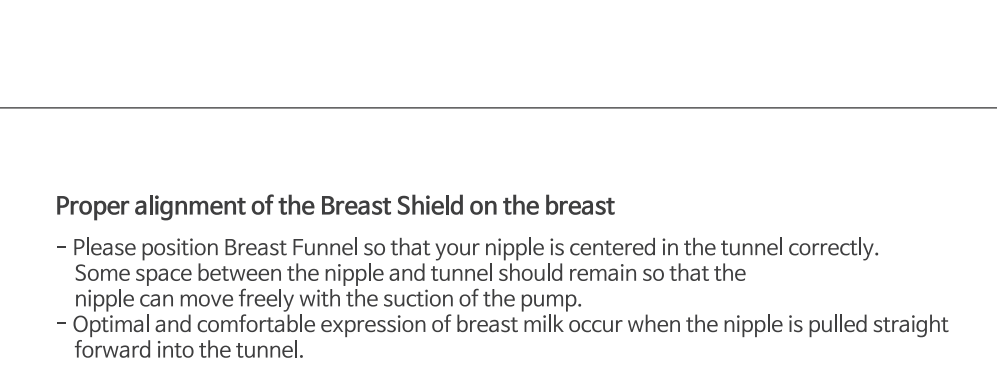 Proper alignment of the Breast Shield on the breast
- Please position Breast Funnel so that your nipple is centered in the tunnel correctly.
Some space between the nipple and tunnel should remain so that the
nipple can move freely with the suction of the pump.
- Optimal and comfortable expression of breast milk occur when the nipple is pulled straight
forward into the tunnel.